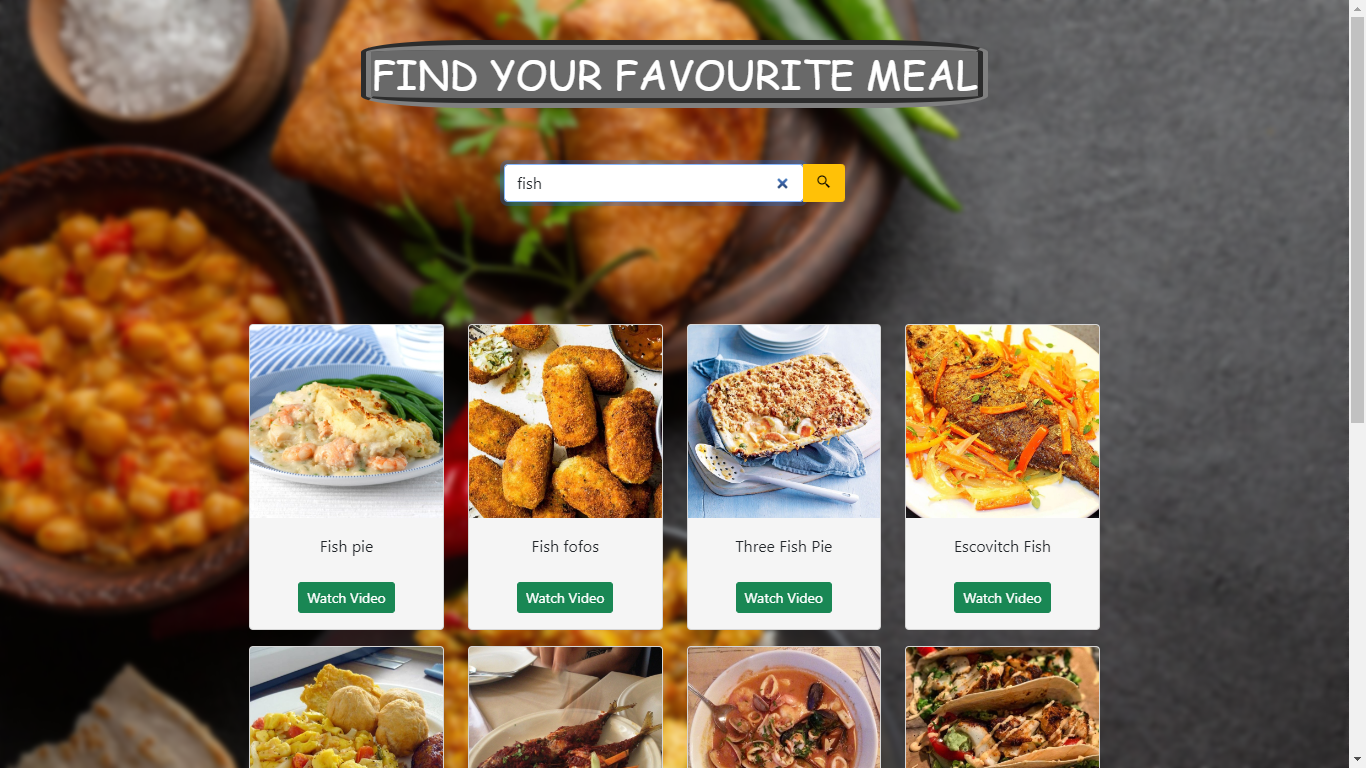 FIND YOUR FAVOURITE MEAL
fish
Fish pie
Fish fofos
Three Fish Pie
Escovitch Fish
Watch Video
Watch Video
Watch Video
Watch Video